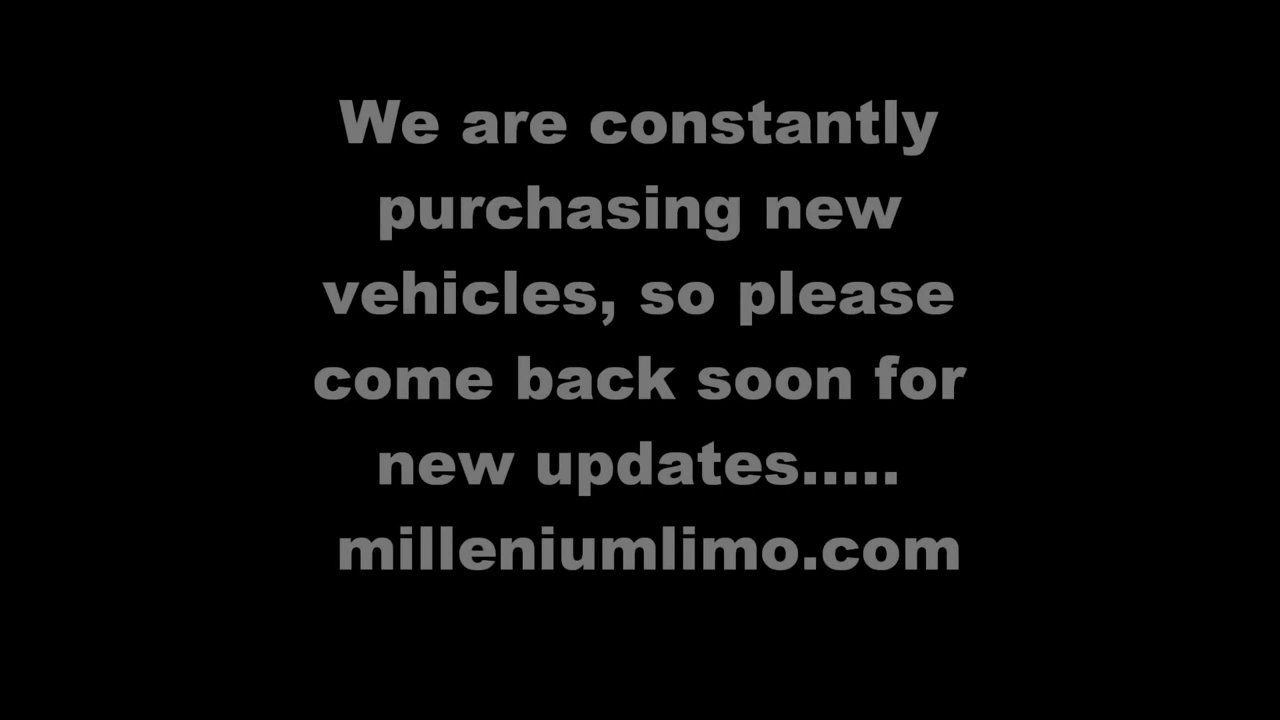 We are constantly
purchasing new
vehicles, so please
come back soon for
new updates.....
milleniumlimo.com